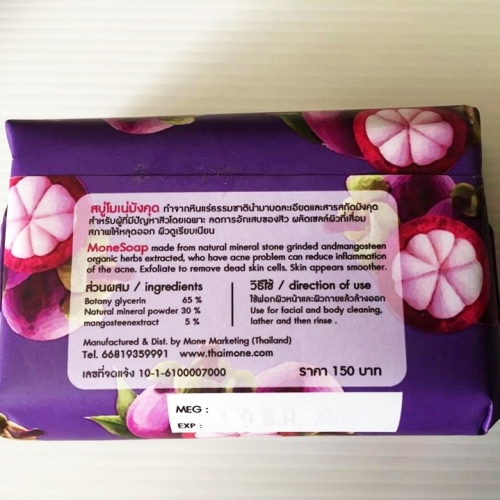 สบู่โมเน่มังคุด ทำจากหินแร่ธรรมชาตินำมาบดละเอียดและสารสกัดมังคุด
สำหรับผู้ที่มีปัญหาสิวโดยเฉพาะ ลดการอักเสบของสิว ผลัดเซลล์ผิวที่เสื่อม
สภาพให้หลุดออก ผิวดูเรียบเนียน
MoneSoap made from natural mineral stone grinded andmangosteen
organic herbs extracted, who have acne problem can reduce inflammation
of the acne. Exfoliate to remove dead skin cells. Skin appears smoother.
ส่วนผสม / ingredients
Botany glycerin 65 %
Natural mineral powder 30 %
mangosteenextract 5 %
วิธีใช้ / direction of use
ใช้ฟอกผิวหน้าและผิวกายแล้วล้างออก
Use for facial and body cleaning,
lather and then rinse .
Manufactured & Dist. by Mone Marketing (Thailand)
Tel. 66819359991 www.thaimone.com
เลขที่จดแจ้ง 10-1-6100007000 ราคา 150 บาท
MEG :
EXP :